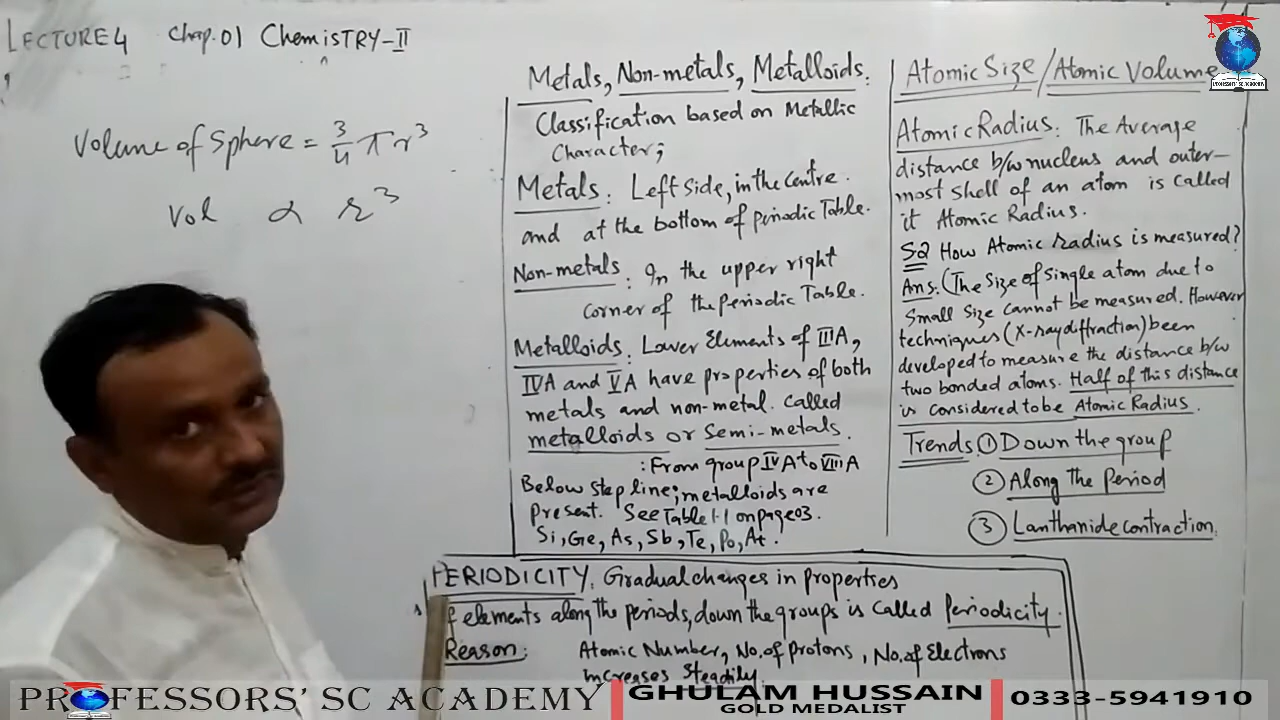 LECTURE 4 Chap. 01 ChemisTRY-II
Volume of Sphere = 3/4 π r³
Vol ∝ r³
Metals, Non-metals, Metalloids.
Classification based on Metallic
Character;
Metals: Left Side, in the Centre.
and at the bottom of periodic Table.
Non-metals: In the upper right
corner of the Periodic Table.
Metalloids: Lower Elements of IIIA,
IVA and VA have properties of both
metals and non-metal. called
metalloids or Semi-metals.
: From group IVA to VIIIA
Below Step line; metalloids are
present. See Table 1.1 on page 03.
Si, Ge, As, Sb, Te, Po, At.
Atomic Size/Atomic Volume
Atomic Radius: The Average
distance b/w nucleus and outer-
most shell of an atom is called
it Atomic Radius.
SQ How Atomic radius is measured?
Ans: (The Size of Single atom due to
Small Size cannot be measured. However
techniques (X-ray diffraction) been
developed to measure the distance b/w
two bonded atoms. Half of this distance
is considered to be Atomic Radius.
Trends ① Down the group
② Along the Period
③ Lanthanide contraction.
PERIODICITY: Gradual changes in properties
of elements along the periods, down the groups is called Periodicity.
Reason: Atomic Number, No. of protons, No. of Electrons
increases steadily.
PROFESSORS' SC ACADEMY
GHULAM HUSSAIN
GOLD MEDALIST
0333-5941910